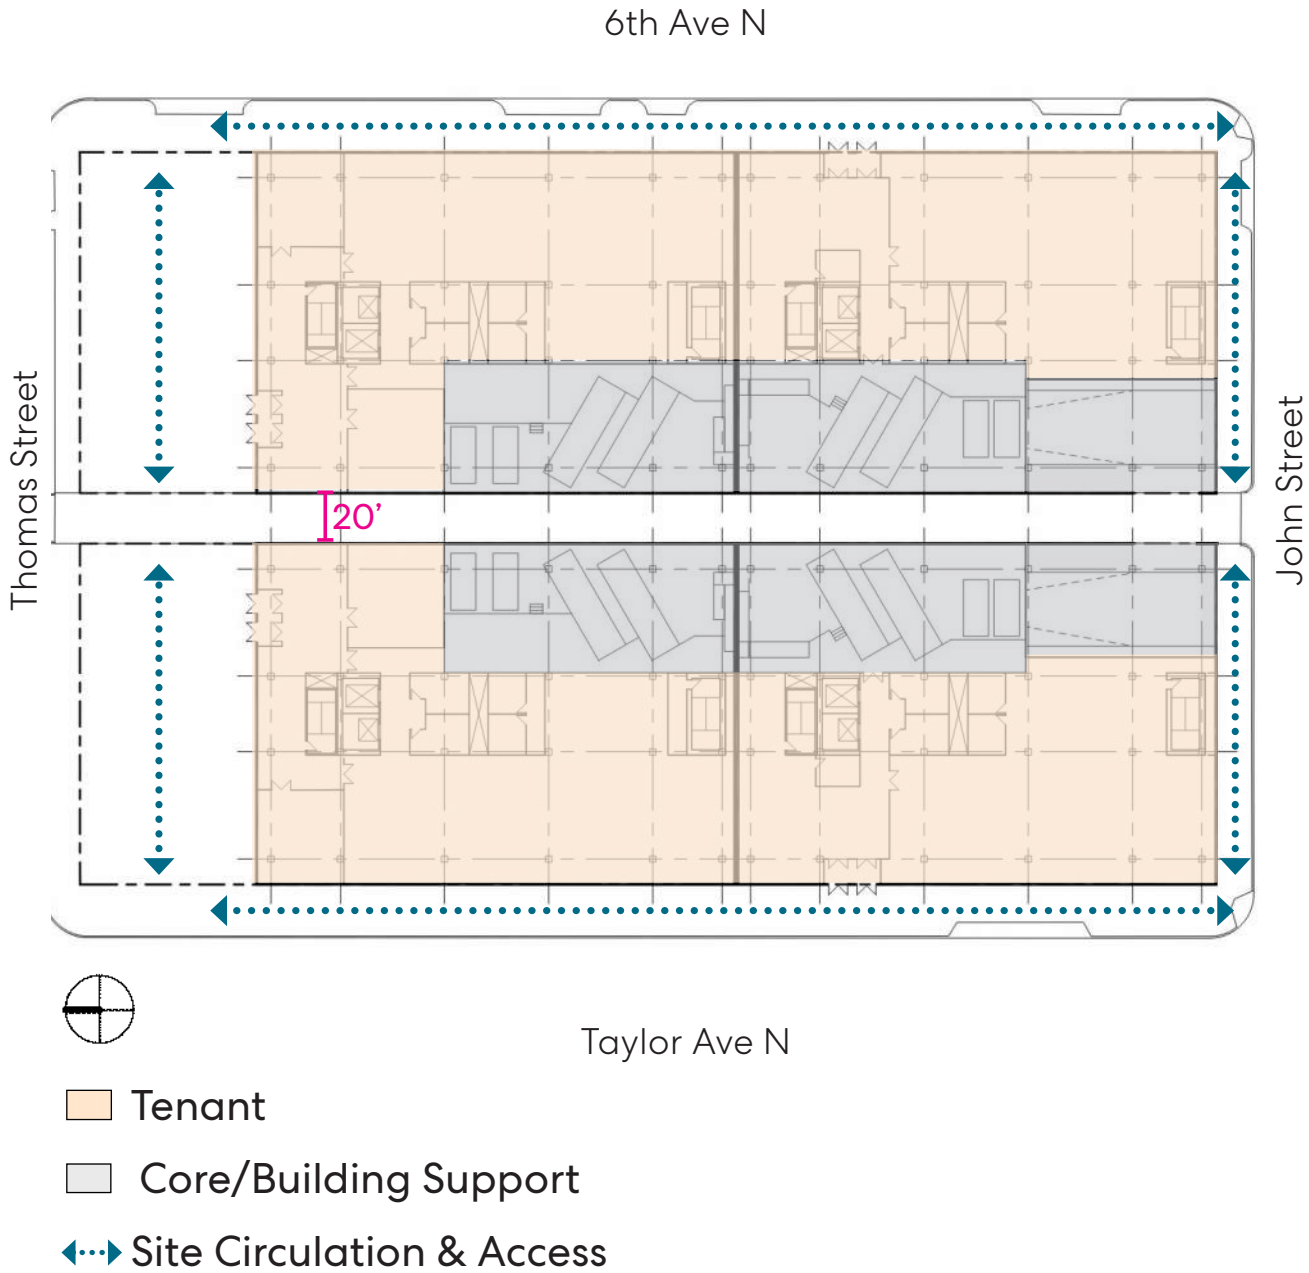 6th Ave N
Thomas Street
John Street
20’
Taylor Ave N
Tenant
Core/Building Support
Site Circulation & Access